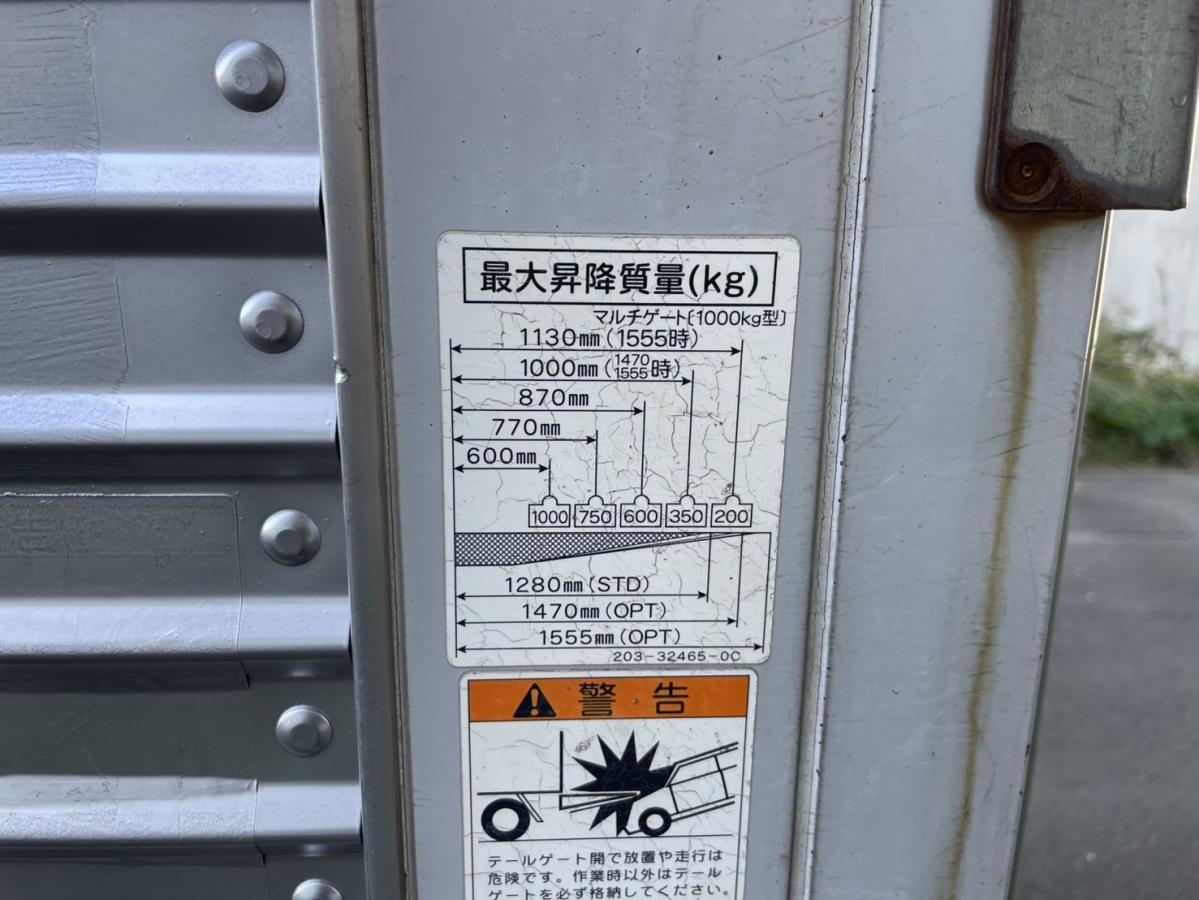 最大昇降質量(kg)
マルチゲート〔1000kg型〕
1130mm(1555時)
1000mm(1470 1555時)
870mm
770mm
600mm
1000 750 600 350 200
1280mm(STD)
1470mm(OPT)
1555mm(OPT)
203-32465-0C
警告
テールゲート開で放置や走行は
危険です。作業時以外はテール
ゲートを必ず格納してください。